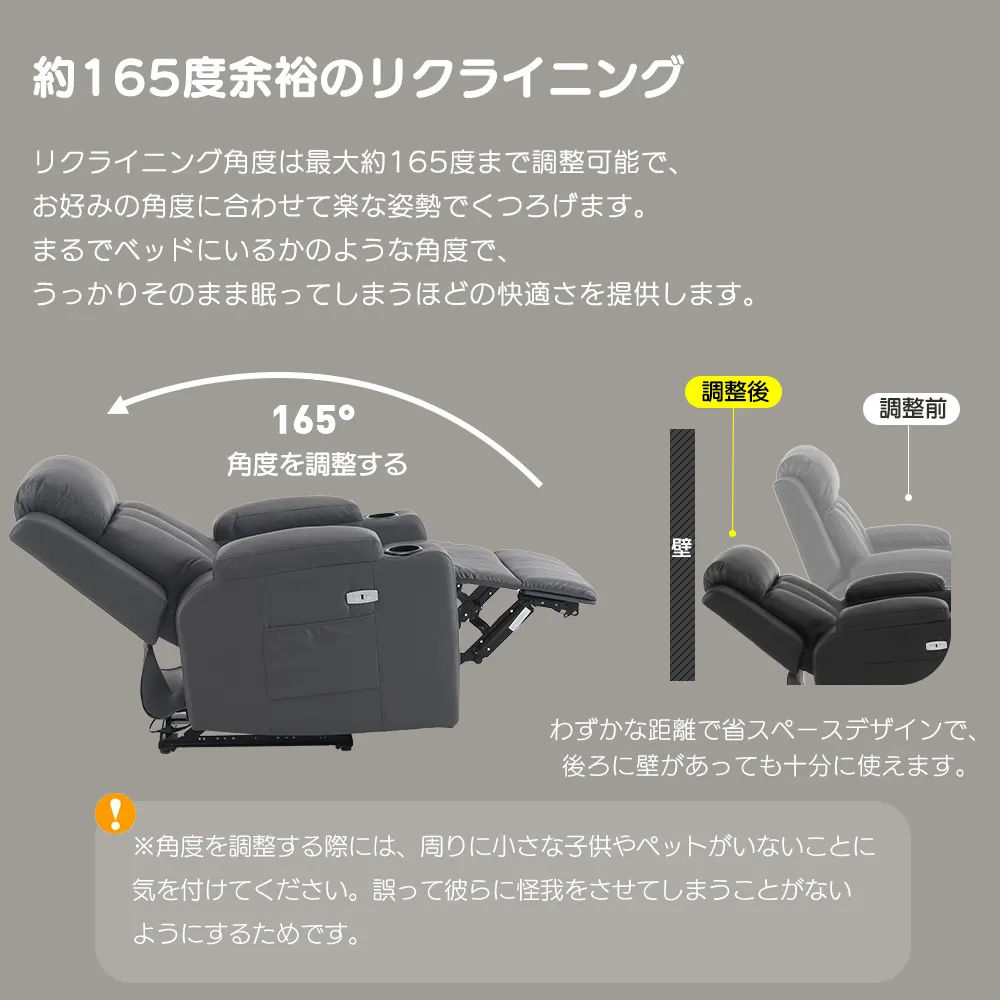 約165度余裕のリクライニング
リクライニング角度は最大約165度まで調整可能で、
お好みの角度に合わせて楽な姿勢でくつろげます。
まるでベッドにいるかのような角度で、
うっかりそのまま眠ってしまうほどの快適さを提供します。
165°
角度を調整する
調整後
調整前
壁
わずかな距離で省スペースデザインで、
後ろに壁があっても十分に使えます。
!
※角度を調整する際には、周りに小さな子供やペットがいないことに
気を付けてください。誤って彼らに怪我をさせてしまうことがない
ようにするためです。